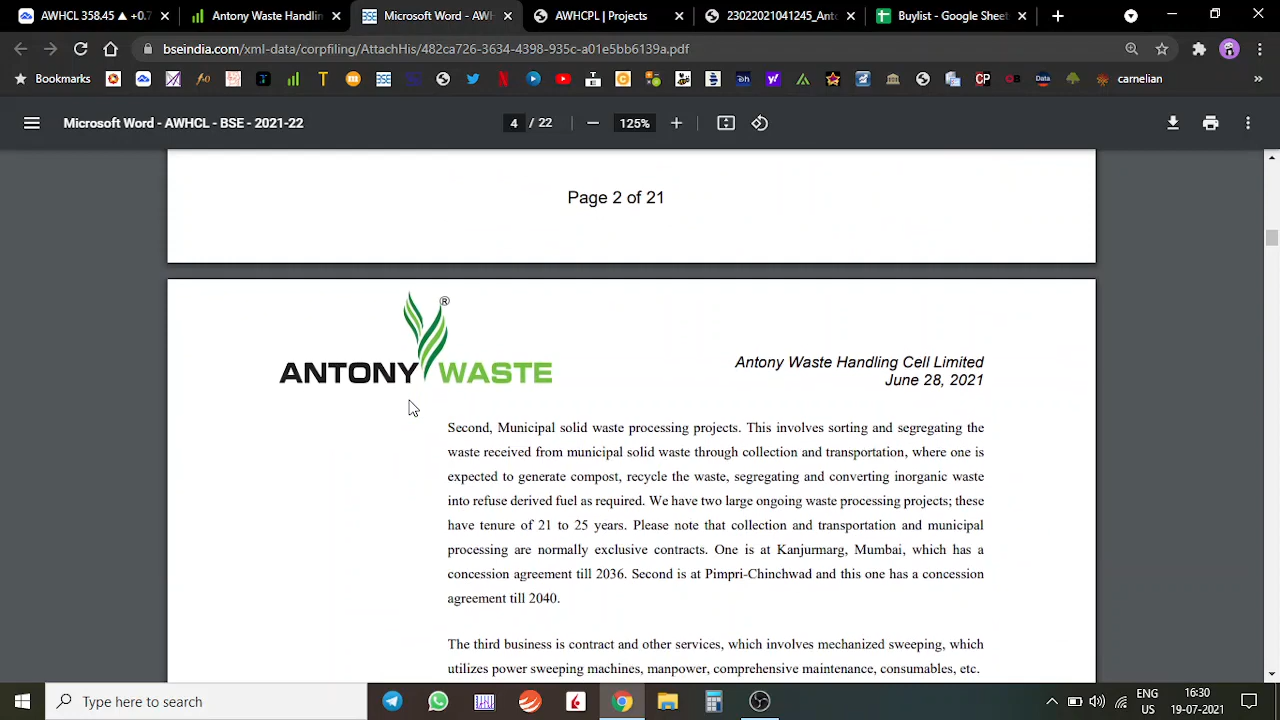 AWHCL 358.45 ▲ +0.7
Antony Waste Handlin
Microsoft Word - AWH
AWHCPL | Projects
23022021041245_Anto
Buylist - Google Sheet
bseindia.com/xml-data/corpfiling/AttachHis/482ca726-3634-4398-935c-a01e5bb6139a.pdf
Bookmarks
carnelian
Microsoft Word - AWHCL - BSE - 2021-22
4 / 22
125%
Page 2 of 21
ANTONY WASTE ®
Antony Waste Handling Cell Limited
June 28, 2021
Second, Municipal solid waste processing projects. This involves sorting and segregating the
waste received from municipal solid waste through collection and transportation, where one is
expected to generate compost, recycle the waste, segregating and converting inorganic waste
into refuse derived fuel as required. We have two large ongoing waste processing projects; these
have tenure of 21 to 25 years. Please note that collection and transportation and municipal
processing are normally exclusive contracts. One is at Kanjurmarg, Mumbai, which has a
concession agreement till 2036. Second is at Pimpri-Chinchwad and this one has a concession
agreement till 2040.
The third business is contract and other services, which involves mechanized sweeping, which
utilizes power sweeping machines, manpower, comprehensive maintenance, consumables, etc.
Type here to search
ENG
US
16:30
19-07-2021